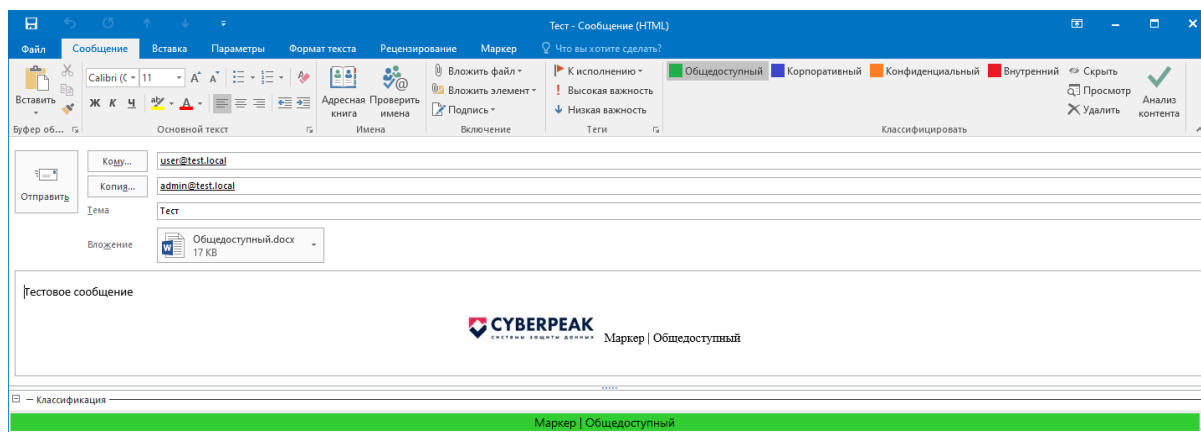 Тест - Сообщение (HTML)
Файл Сообщение Вставка Параметры Формат текста Рецензирование Маркер Что вы хотите сделать?
Вставить
Буфер об...
Calibri (С 11
Ж К Ч
Основной текст
Адресная книга
Проверить имена
Имена
Вложить файл
Вложить элемент
Подпись
Включение
К исполнению
Высокая важность
Низкая важность
Теги
Общедоступный Корпоративный Конфиденциальный Внутренний
Скрыть
Просмотр
Удалить
Анализ контента
Классифицировать
Отправить
Кому... user@test.local
Копия... admin@test.local
Тема Тест
Вложение Общедоступный.docx
17 KB
Тестовое сообщение
CYBERPEAK
системы защиты данных
Маркер | Общедоступный
Классификация
Маркер | Общедоступный